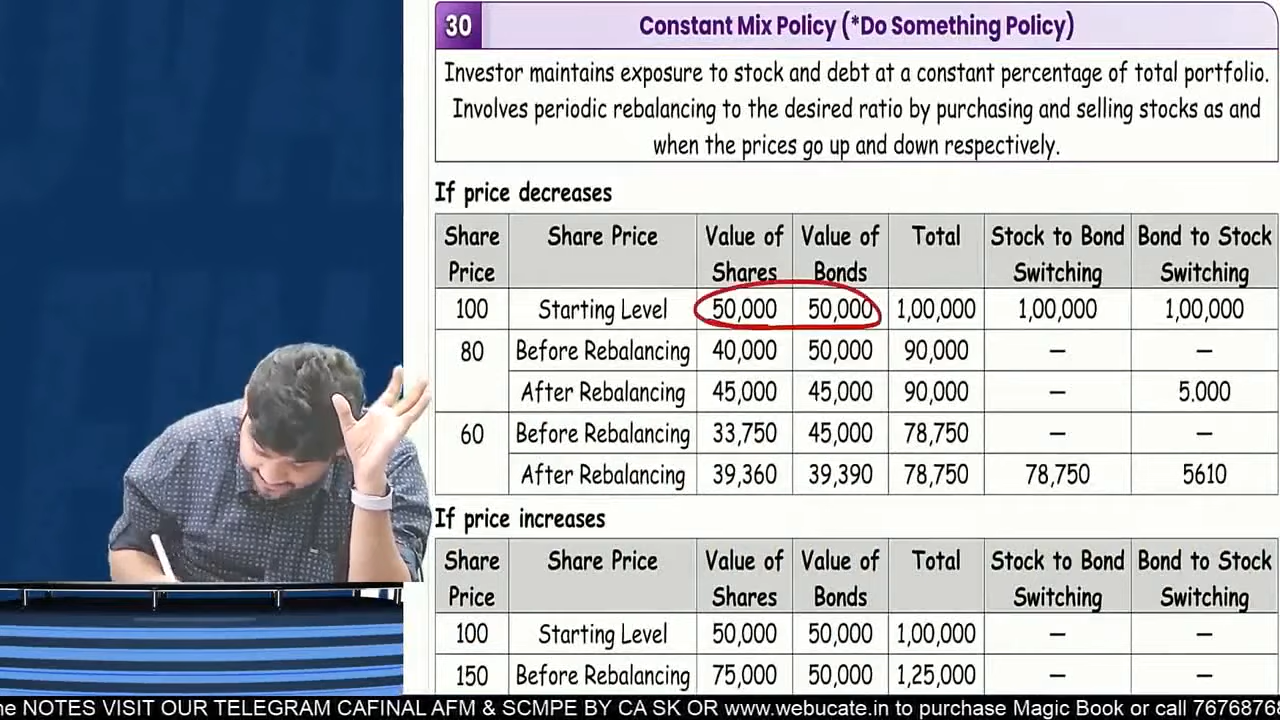 30 Constant Mix Policy (*Do Something Policy)
Investor maintains exposure to stock and debt at a constant percentage of total portfolio.
Involves periodic rebalancing to the desired ratio by purchasing and selling stocks as and
when the prices go up and down respectively.
If price decreases
Share Price | Share Price | Value of Shares | Value of Bonds | Total | Stock to Bond Switching | Bond to Stock Switching
100 | Starting Level | 50,000 | 50,000 | 1,00,000 | 1,00,000 | 1,00,000
80 | Before Rebalancing | 40,000 | 50,000 | 90,000 | – | –
After Rebalancing | 45,000 | 45,000 | 90,000 | – | 5.000
60 | Before Rebalancing | 33,750 | 45,000 | 78,750 | – | –
After Rebalancing | 39,360 | 39,390 | 78,750 | 78,750 | 5610
If price increases
Share Price | Share Price | Value of Shares | Value of Bonds | Total | Stock to Bond Switching | Bond to Stock Switching
100 | Starting Level | 50,000 | 50,000 | 1,00,000 | – | –
150 | Before Rebalancing | 75,000 | 50,000 | 1,25,000 | – | –
NOTES VISIT OUR TELEGRAM CAFINAL AFM & SCMPE BY CA SK OR www.webucate.in to purchase Magic Book or call